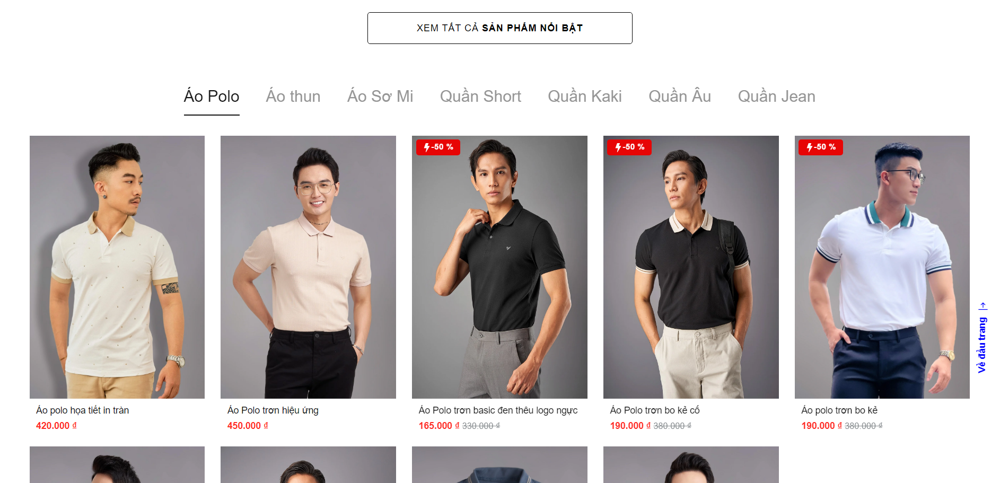 XEM TẤT CẢ SẢN PHẨM NỔI BẬT
Áo Polo
Áo thun
Áo Sơ Mi
Quần Short
Quần Kaki
Quần Âu
Quần Jean
-50 %
-50 %
-50 %
Áo polo họa tiết in tràn
420.000 ₫
Áo Polo trơn hiệu ứng
450.000 ₫
Áo Polo trơn basic đen thêu logo ngực
165.000 ₫ 330.000 ₫
Áo Polo trơn bo kẻ cổ
190.000 ₫ 380.000 ₫
Áo polo trơn bo kẻ
190.000 ₫ 380.000 ₫
Về đầu trang